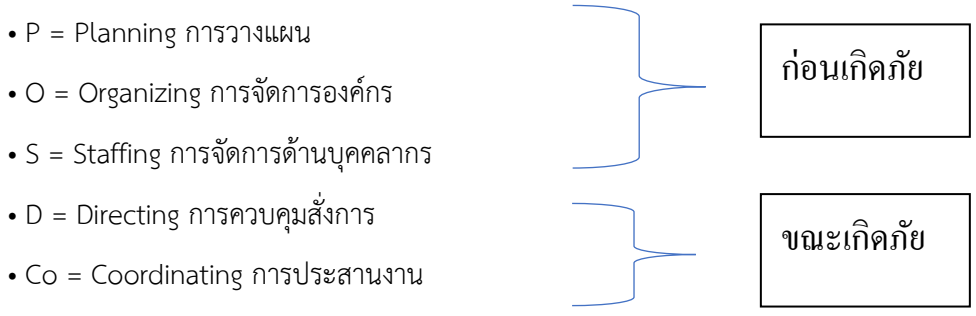 • P = Planning การวางแผน
• O = Organizing การจัดการองค์กร
• S = Staffing การจัดการด้านบุคคลากร
• D = Directing การควบคุมสั่งการ
• Co = Coordinating การประสานงาน
ก่อนเกิดภัย
ขณะเกิดภัย